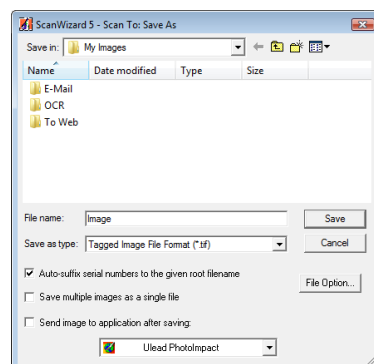 ScanWizard 5 - Scan To: Save As
Save in: My Images
Name Date modified Type Size
E-Mail
OCR
To Web
File name: Image Save
Save as type: Tagged Image File Format (*.tif) Cancel
Auto-suffix serial numbers to the given root filename
File Option...
Save multiple images as a single file
Send image to application after saving:
Ulead PhotoImpact